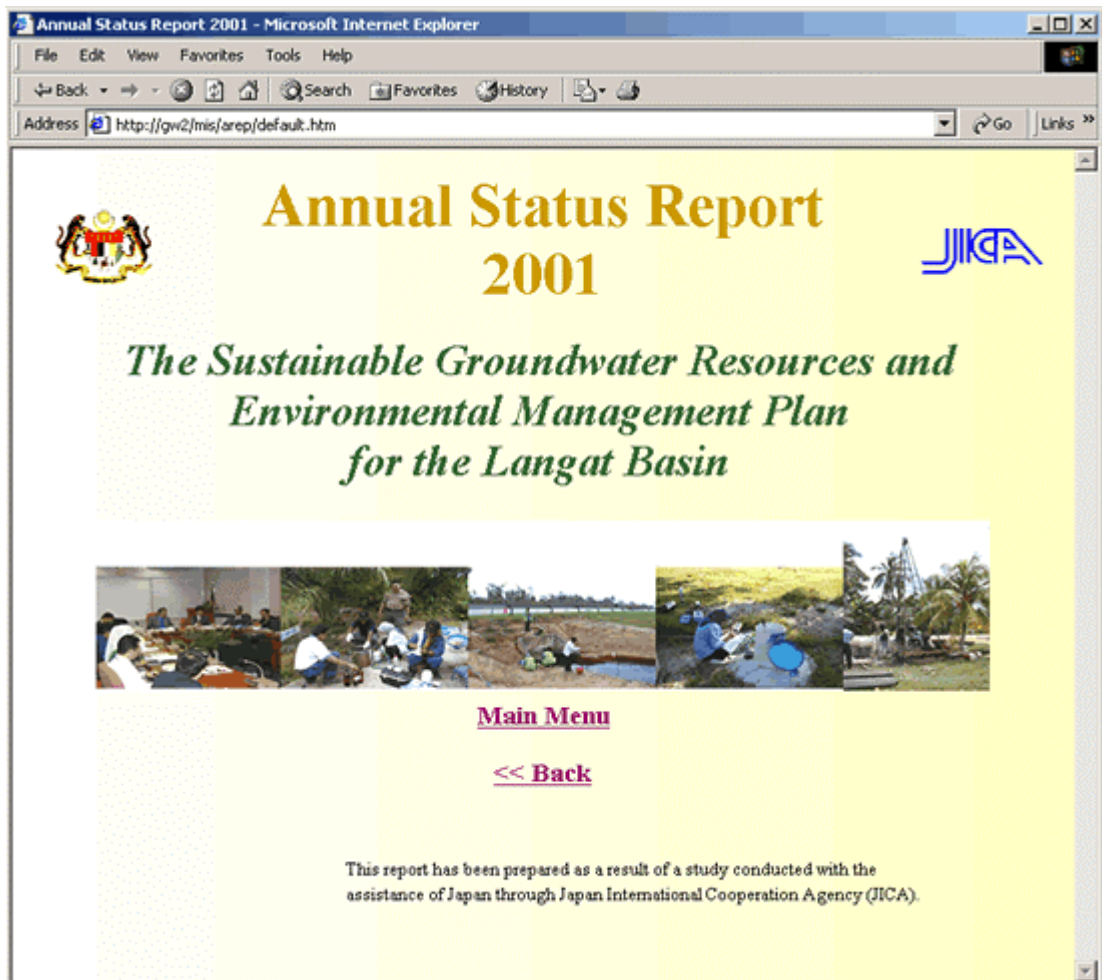 Annual Status Report 2001 - Microsoft Internet Explorer
File Edit View Favorites Tools Help
Back Search Favorites History
Address http://gw2/mis/arep/default.htm Go Links »
Annual Status Report
2001
JICA
The Sustainable Groundwater Resources and
Environmental Management Plan
for the Langat Basin
Main Menu
<< Back
This report has been prepared as a result of a study conducted with the
assistance of Japan through Japan International Cooperation Agency (JICA).